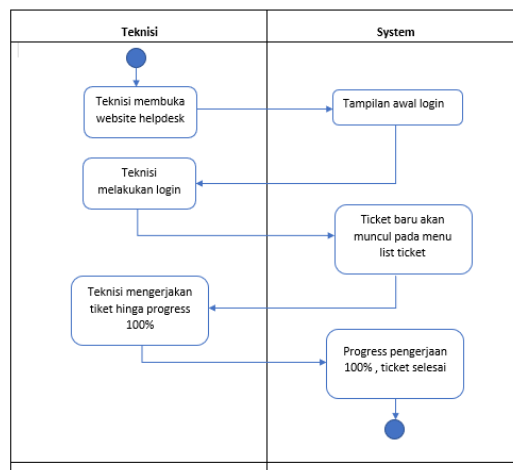 Teknisi
System
Teknisi membuka
website helpdesk
Tampilan awal login
Teknisi
melakukan login
Ticket baru akan
muncul pada menu
list ticket
Teknisi mengerjakan
tiket hingga progress
100%
Progress pengerjaan
100% , ticket selesai